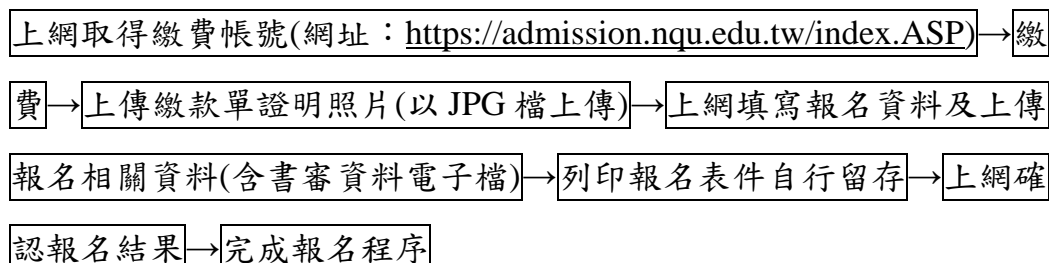 上網取得繳費帳號(網址：https://admission.nqu.edu.tw/index.ASP)→繳
費→上傳繳款單證明照片(以 JPG 檔上傳)→上網填寫報名資料及上傳
報名相關資料(含書審資料電子檔)→列印報名表件自行留存→上網確
認報名結果→完成報名程序